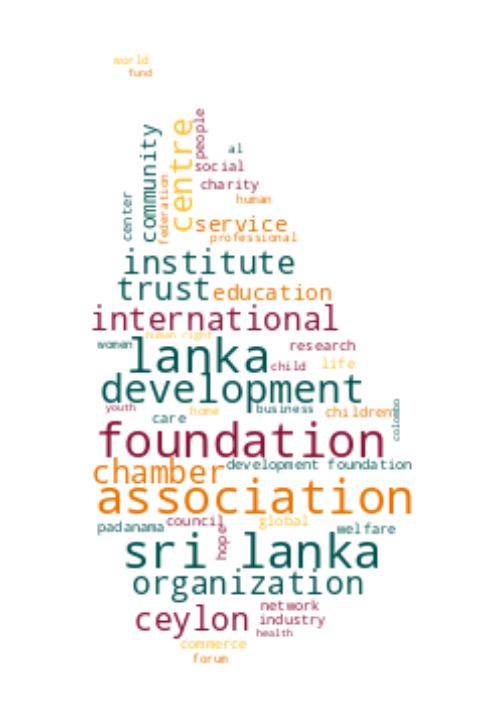 world
fund
people
centre
community
al
social
charity
federation
human
center
service
professional
institute
trust education
international
human right
women
lanka
research
child
life
development
youth
home
business
children
colombo
care
foundation
chamber
development foundation
association
padanama
council
global
welfare
hope
sri lanka
organization
ceylon
network
industry
health
commerce
forum